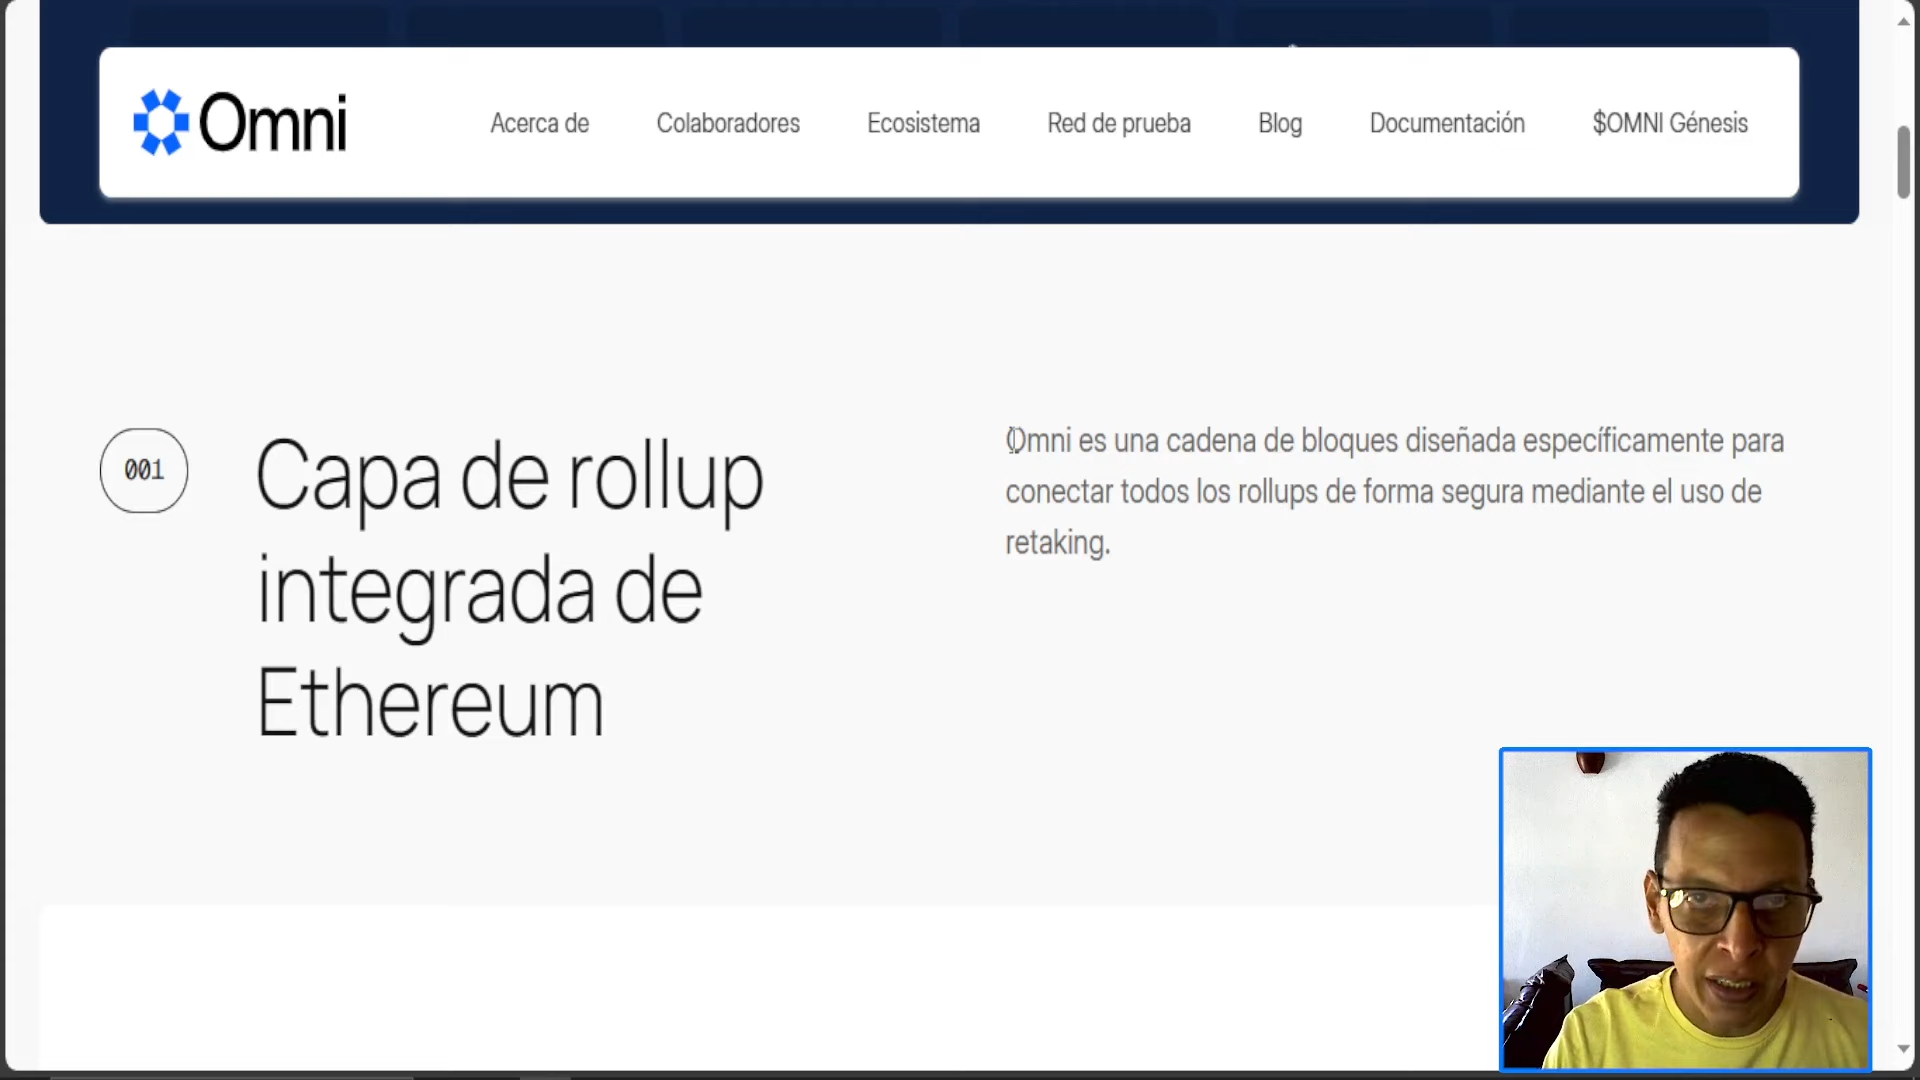 Omni
Acerca de
Colaboradores
Ecosistema
Red de prueba
Blog
Documentación
$OMNI Génesis
001
Capa de rollup
integrada de
Ethereum
Omni es una cadena de bloques diseñada específicamente para
conectar todos los rollups de forma segura mediante el uso de
retaking.